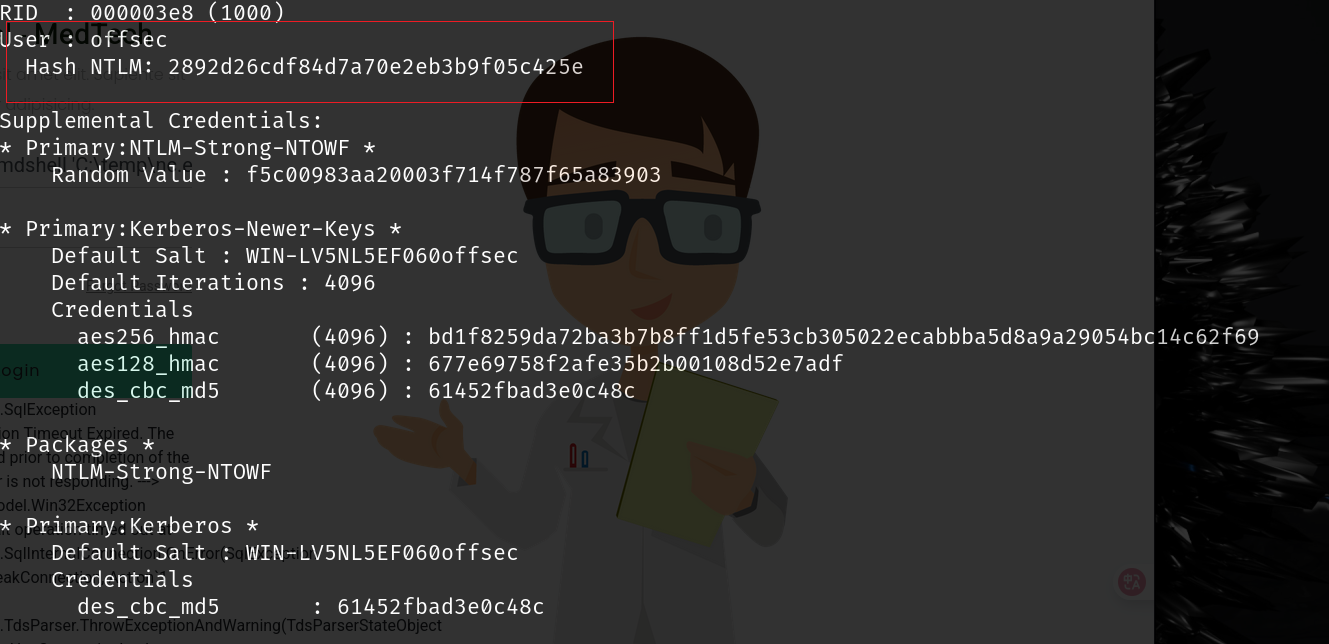 RID  : 000003e8 (1000)
MedTech
User : offsec
  Hash NTLM: 2892d26cdf84d7a70e2eb3b9f05c425e
adipisicing.
Supplemental Credentials:
* Primary:NTLM-Strong-NTOWF *
mdshell 'C:\temp\nc.e
    Random Value : f5c00983aa20003f714f787f65a83903
* Primary:Kerberos-Newer-Keys *
    Default Salt : WIN-LV5NL5EF060offsec
    Default Iterations : 4096
    Credentials
      aes256_hmac       (4096) : bd1f8259da72ba3b7b8ff1d5fe53cb305022ecabbba5d8a9a29054bc14c62f69
      aes128_hmac       (4096) : 677e69758f2afe35b2b00108d52e7adf
ogin
      des_cbc_md5       (4096) : 61452fbad3e0c48c
.SqlException
ion Timeout Expired. The
* Packages *
d prior to completion of the
    NTLM-Strong-NTOWF
r is not responding. --->
odel.Win32Exception
* Primary:Kerberos *
    Default Salt : WIN-LV5NL5EF060offsec
    Credentials
      des_cbc_md5       : 61452fbad3e0c48c
.TdsParser.ThrowExceptionAndWarning(TdsParserStateObject